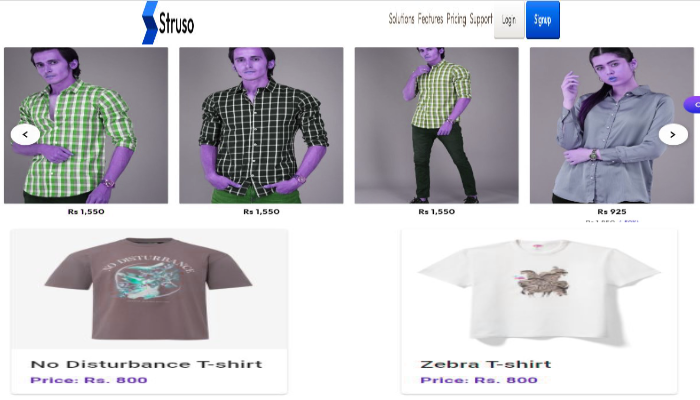 Struso
Solutions Features Pricing Support Login Signup
Rs 1,550 Rs 1,550 Rs 1,550 Rs 925
NO DISTURBANCE
No Disturbance T-shirt Zebra T-shirt
Price: Rs. 800 Price: Rs. 800